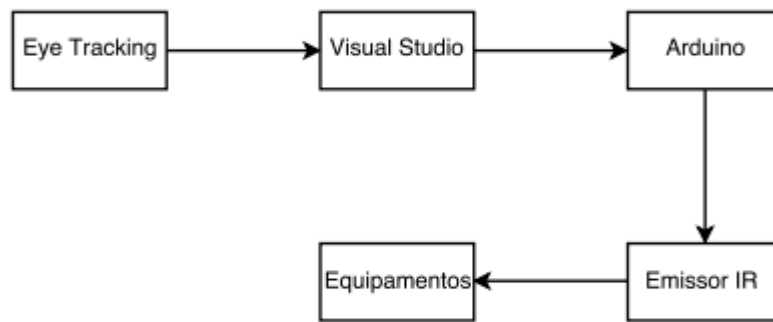 Eye Tracking
Visual Studio
Arduino
Equipamentos
Emissor IR